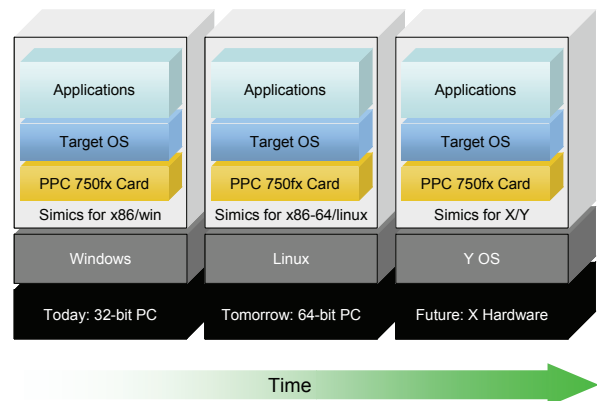 Applications
Target OS
PPC 750fx Card
Simics for x86/win
Windows
Today: 32-bit PC
Applications
Target OS
PPC 750fx Card
Simics for x86-64/linux
Linux
Tomorrow: 64-bit PC
Applications
Target OS
PPC 750fx Card
Simics for X/Y
Y OS
Future: X Hardware
Time